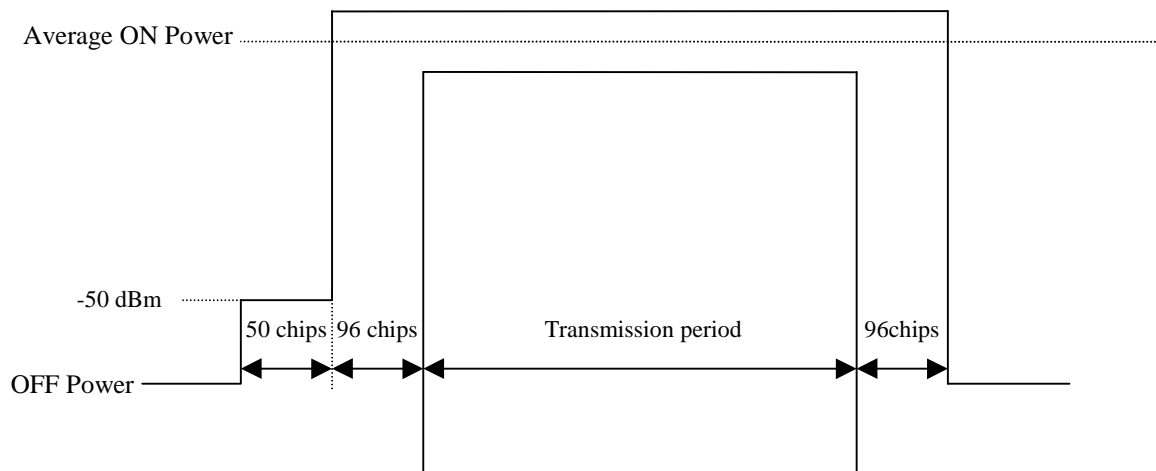 Average ON Power
-50 dBm
50 chips
96 chips
Transmission period
96chips
OFF Power